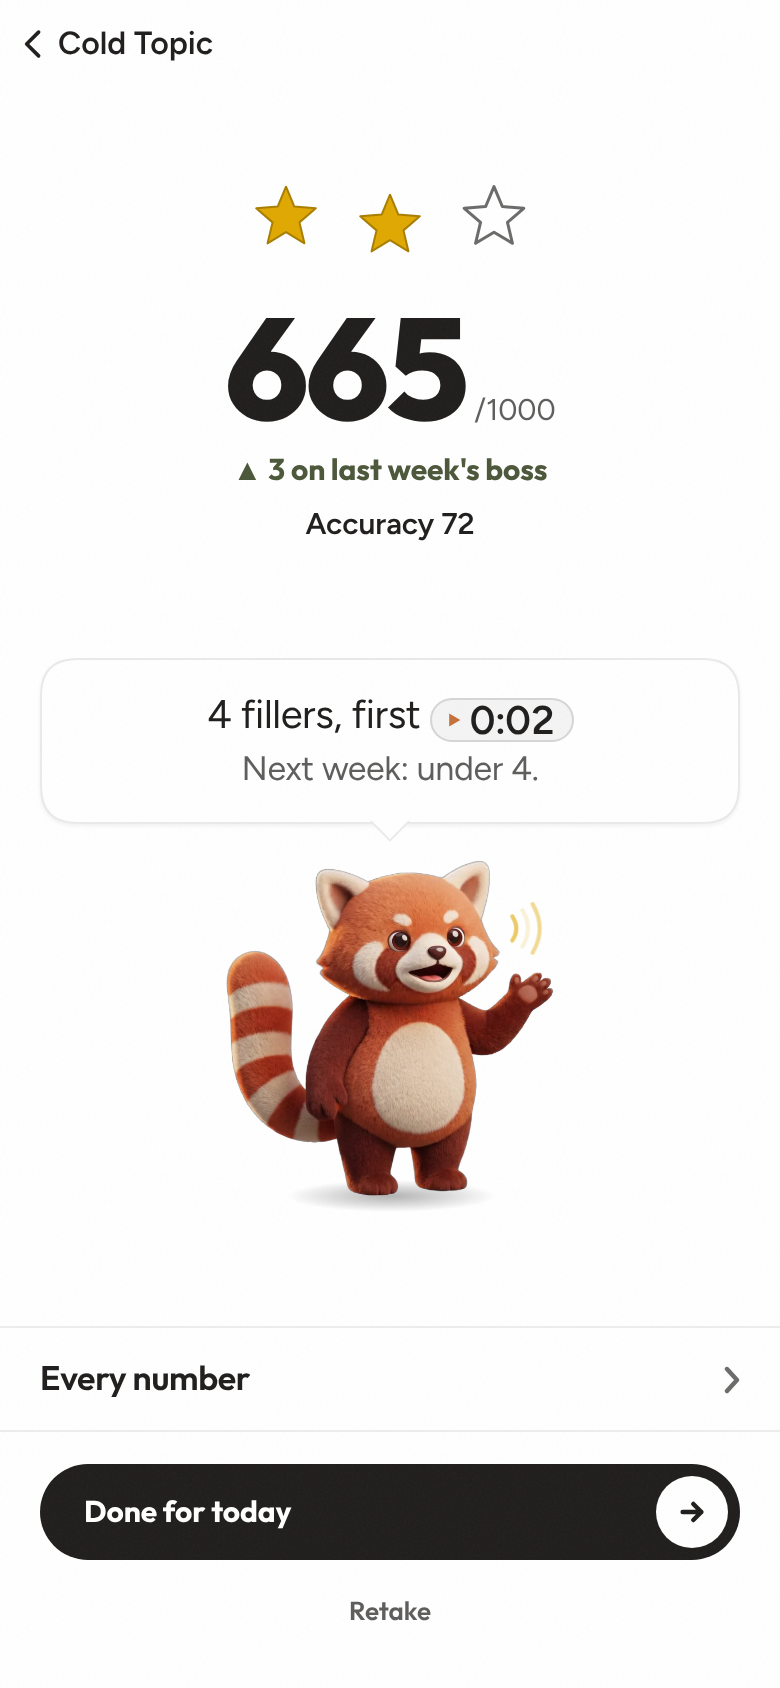 Cold Topic
665 /1000
▲ 3 on last week's boss
Accuracy 72
4 fillers, first 0:02
Next week: under 4.
Every number
Done for today
Retake